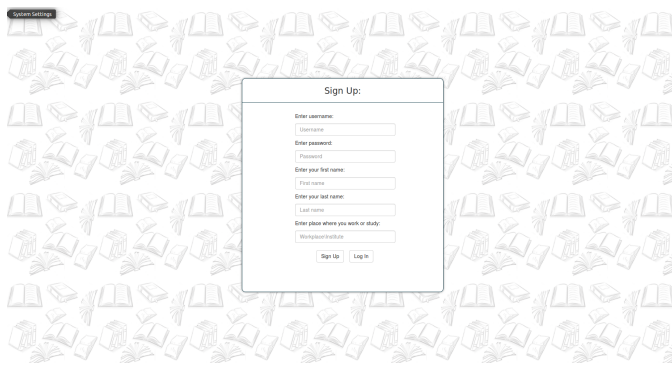 System Settings
Sign Up:
Enter username:
Username
Enter password:
Password
Enter your first name:
First name
Enter your last name:
Last name
Enter place where you work or study:
Workplace/institute
Sign Up
Log In